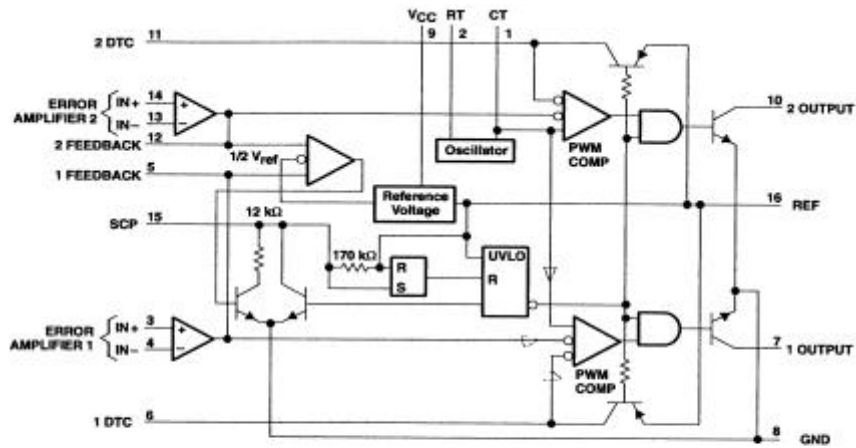 VCC RT CT
9 2 1
2 DTC 11
ERROR AMPLIFIER 2
IN+ 14
IN− 13
+
−
2 FEEDBACK 12
1 FEEDBACK 5
1/2 Vref
Oscillator
PWM COMP
10 2 OUTPUT
Reference Voltage
16 REF
SCP 15
12 kΩ
170 kΩ
R
S
UVLO
R
ERROR AMPLIFIER 1
IN+ 3
IN− 4
+
−
PWM COMP
7 1 OUTPUT
1 DTC 6
8 GND